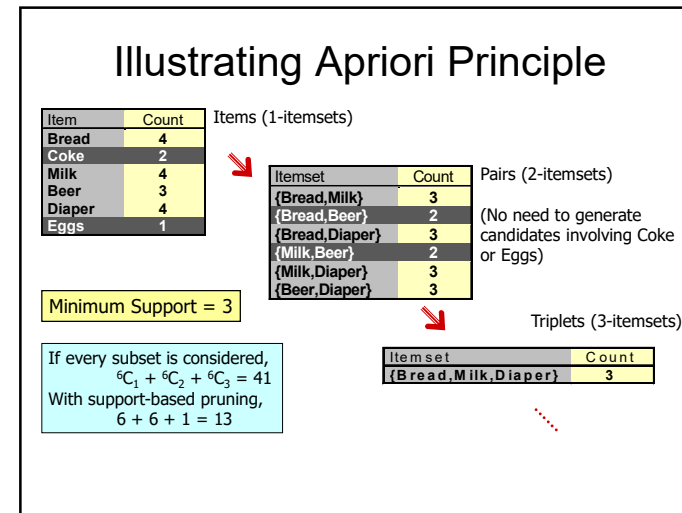 Illustrating Apriori Principle
Item Count
Bread 4
Coke 2
Milk 4
Beer 3
Diaper 4
Eggs 1
Items (1-itemsets)
Itemset Count
{Bread,Milk} 3
{Bread,Beer} 2
{Bread,Diaper} 3
{Milk,Beer} 2
{Milk,Diaper} 3
{Beer,Diaper} 3
Pairs (2-itemsets)
(No need to generate
candidates involving Coke
or Eggs)
Minimum Support = 3
Triplets (3-itemsets)
Itemset Count
{Bread,Milk,Diaper} 3
If every subset is considered,
⁶C₁ + ⁶C₂ + ⁶C₃ = 41
With support-based pruning,
6 + 6 + 1 = 13